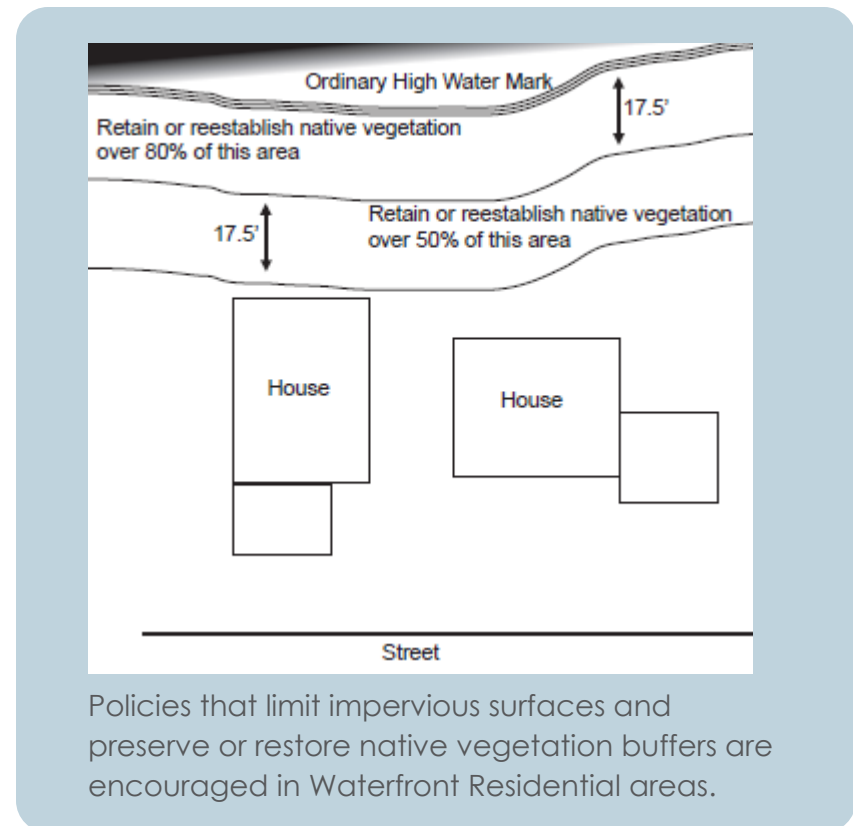 Ordinary High Water Mark
17.5'
Retain or reestablish native vegetation
over 80% of this area
Retain or reestablish native vegetation
over 50% of this area
17.5'
House
House
Street
Policies that limit impervious surfaces and
preserve or restore native vegetation buffers are
encouraged in Waterfront Residential areas.